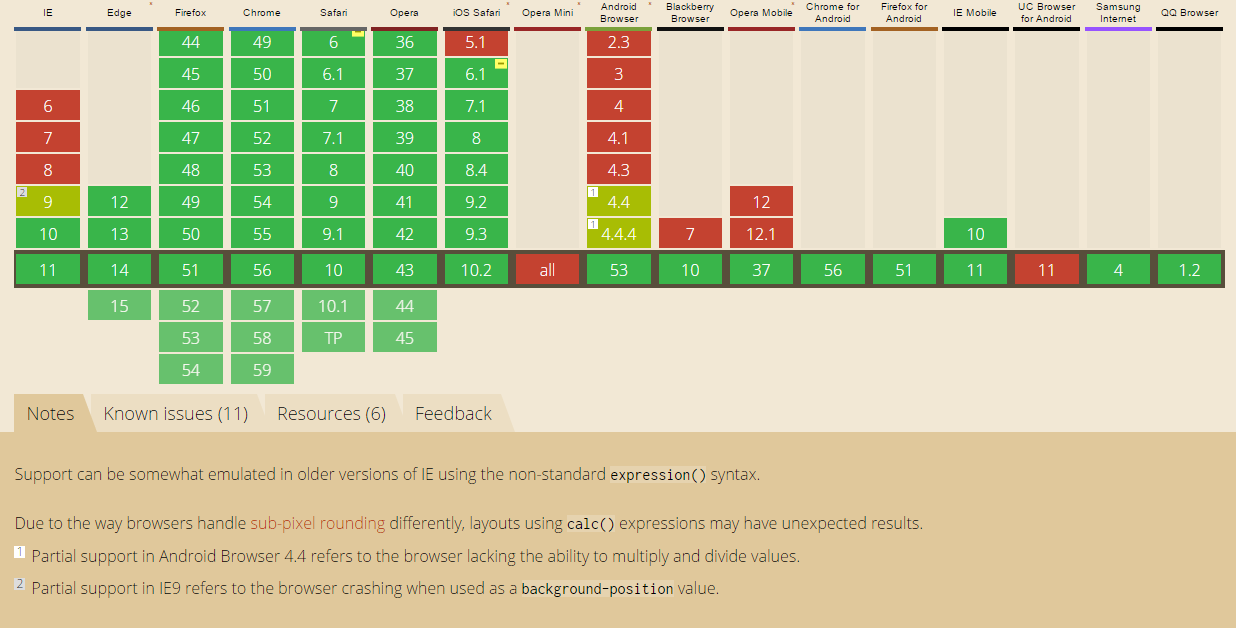 IE Edge Firefox Chrome Safari Opera iOS Safari Opera Mini Android Browser Blackberry Browser Opera Mobile Chrome for Android Firefox for Android IE Mobile UC Browser for Android Samsung Internet QQ Browser
44 49 6 36 5.1 2.3
45 50 6.1 37 6.1 3
6 46 51 7 38 7.1 4
7 47 52 7.1 39 8 4.1
8 48 53 8 40 8.4 4.3
2 9 12 49 54 9 41 9.2 1 4.4 12
10 13 50 55 9.1 42 9.3 1 4.4.4 7 12.1 10
11 14 51 56 10 43 10.2 all 53 10 37 56 51 11 11 4 1.2
15 52 57 10.1 44
53 58 TP 45
54 59
Notes Known issues (11) Resources (6) Feedback
Support can be somewhat emulated in older versions of IE using the non-standard expression() syntax.
Due to the way browsers handle sub-pixel rounding differently, layouts using calc() expressions may have unexpected results.
1 Partial support in Android Browser 4.4 refers to the browser lacking the ability to multiply and divide values.
2 Partial support in IE9 refers to the browser crashing when used as a background-position value.